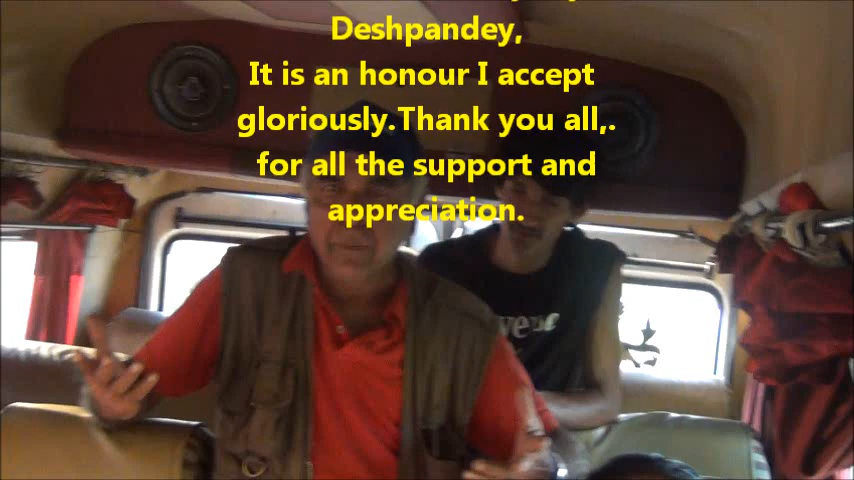 Deshpandey,
It is an honour I accept
gloriously.Thank you all,.
for all the support and
appreciation.